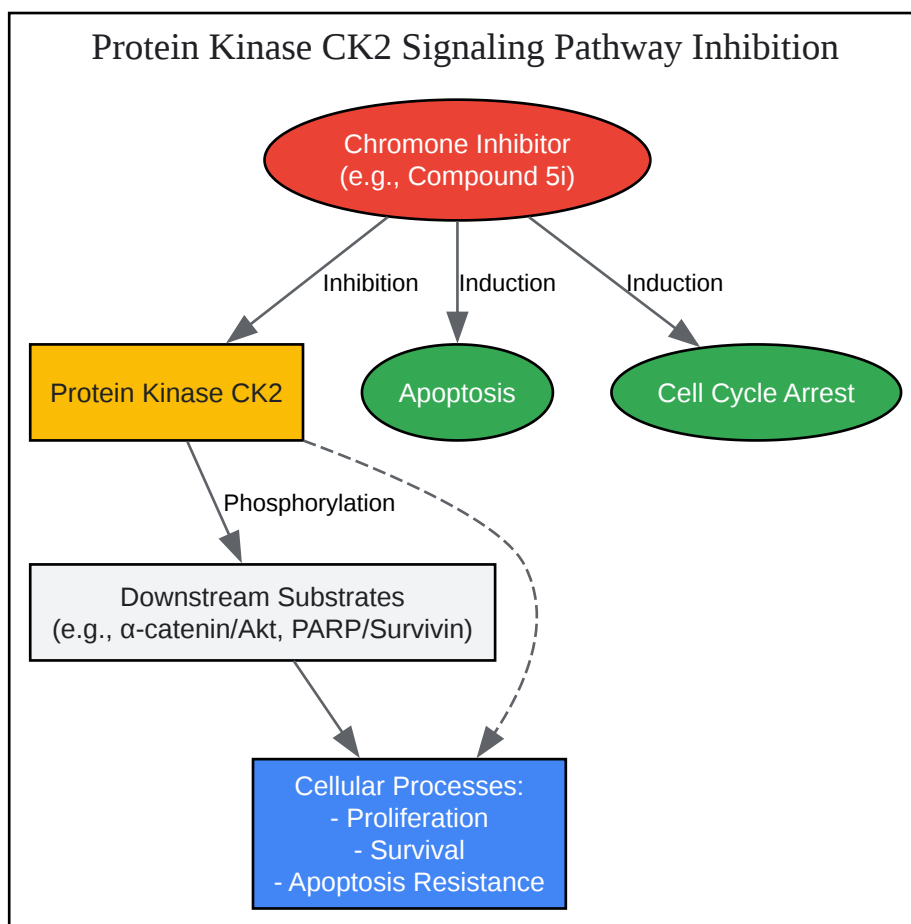 Protein Kinase CK2 Signaling Pathway Inhibition
Chromone Inhibitor
(e.g., Compound 5i)
Inhibition
Induction
Induction
Protein Kinase CK2
Apoptosis
Cell Cycle Arrest
Phosphorylation
Downstream Substrates
(e.g., α-catenin/Akt, PARP/Survivin)
Cellular Processes:
- Proliferation
- Survival
- Apoptosis Resistance